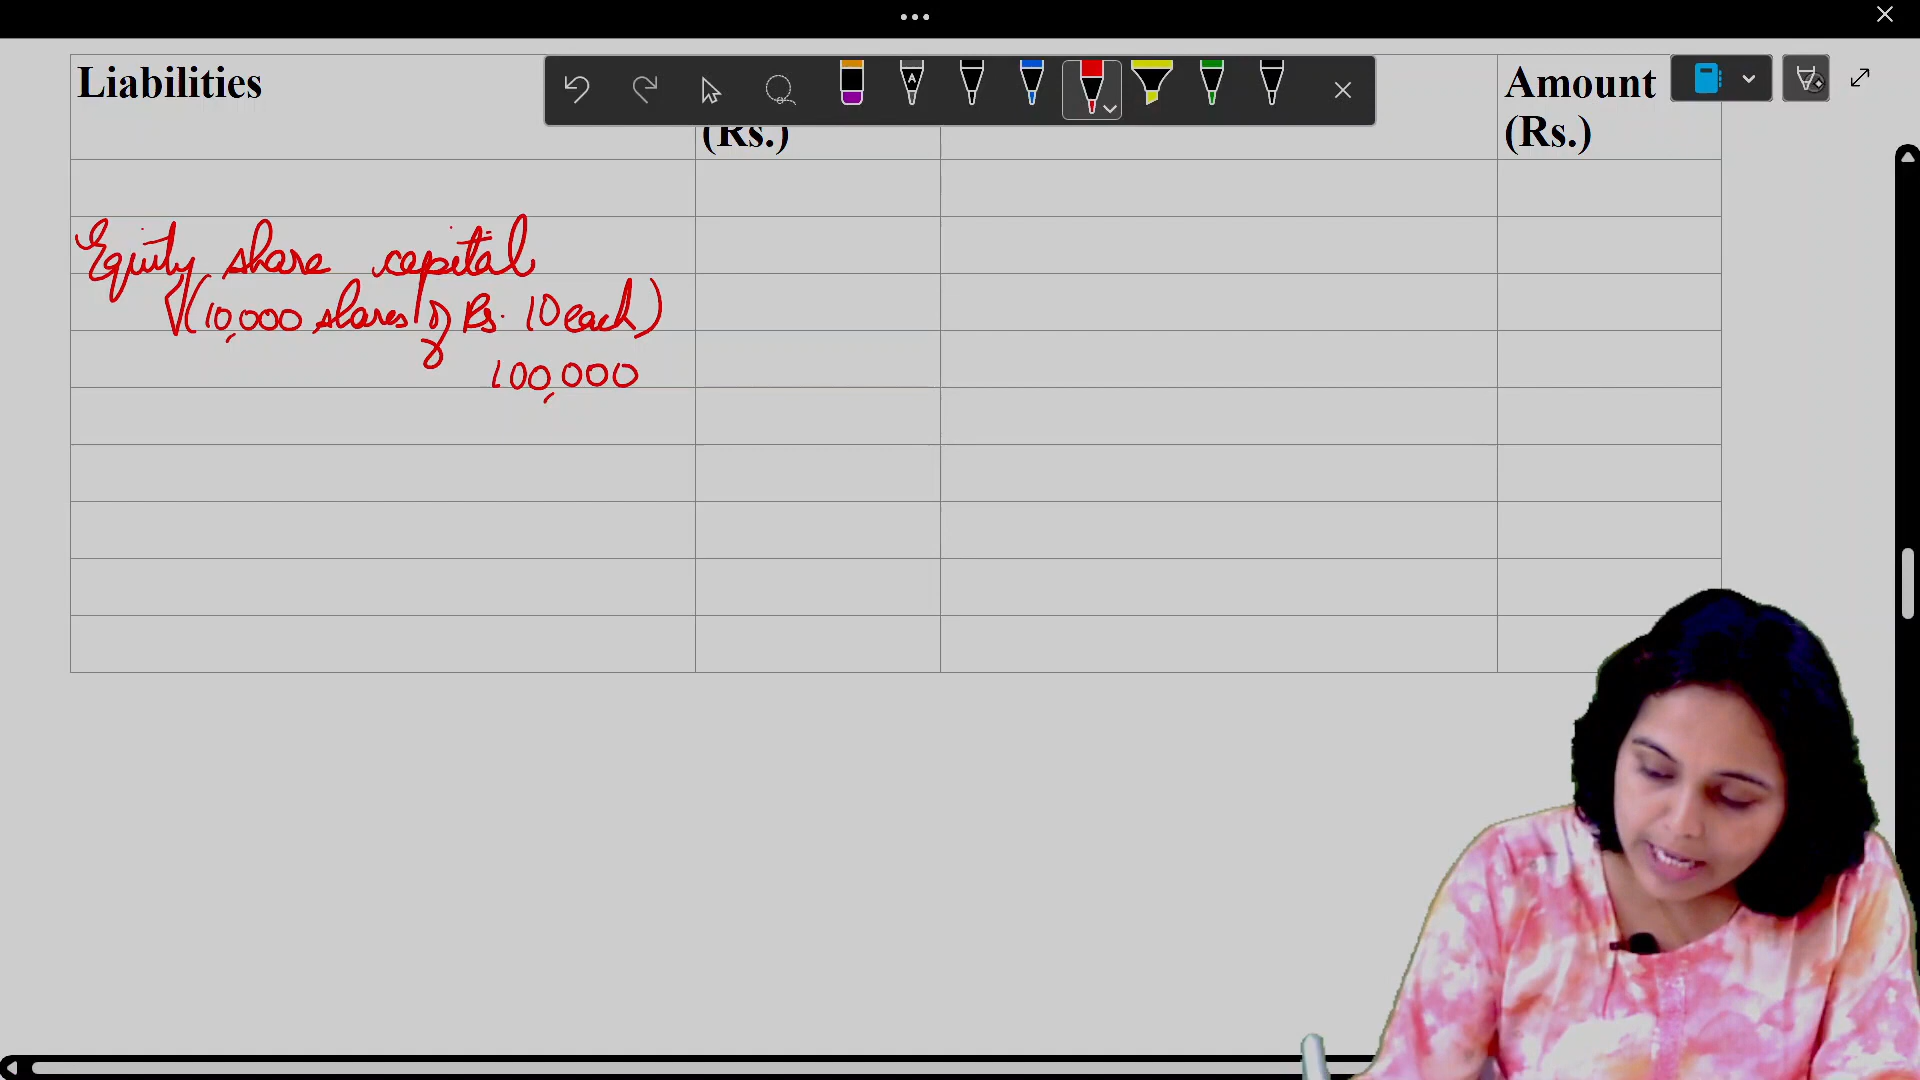 Liabilities
(Rs.)
Amount
(Rs.)
Equity share capital
(10,000 shares of Rs. 10 each)
100,000